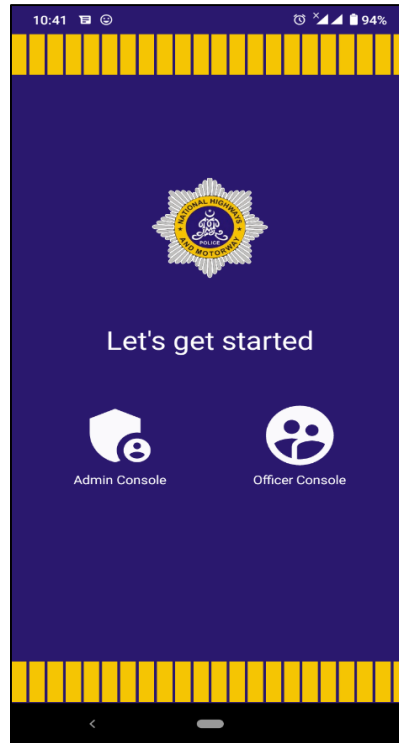 10:41
94%
NATIONAL HIGHWAYS
POLICE
AND MOTORWAY
Let's get started
Admin Console
Officer Console